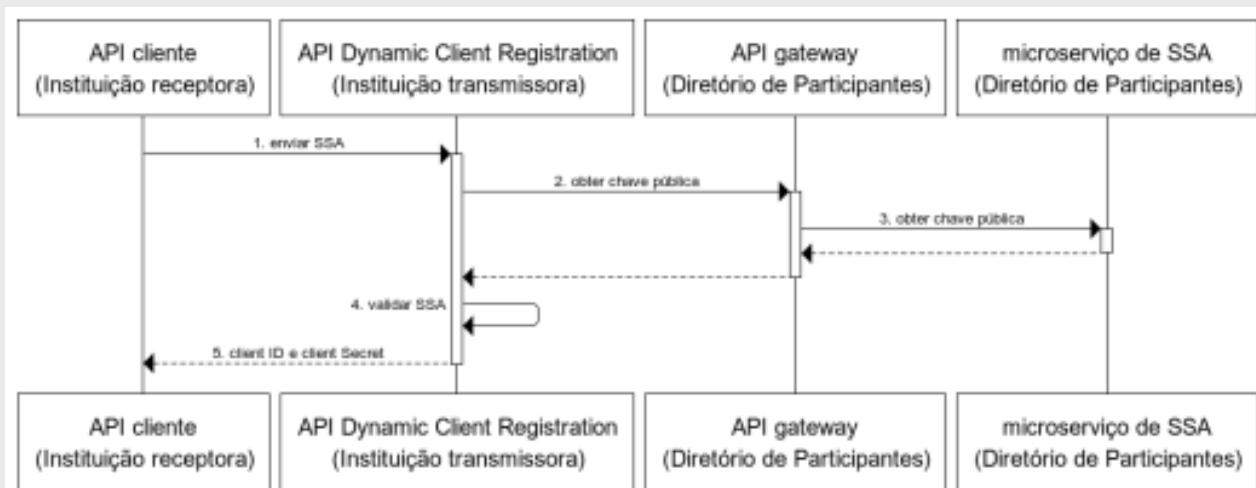 API cliente
(Instituição receptora)
API Dynamic Client Registration
(Instituição transmissora)
API gateway
(Diretório de Participantes)
microserviço de SSA
(Diretório de Participantes)
1. enviar SSA
2. obter chave pública
3. obter chave pública
4. validar SSA
5. client ID e client Secret
API cliente
(Instituição receptora)
API Dynamic Client Registration
(Instituição transmissora)
API gateway
(Diretório de Participantes)
microserviço de SSA
(Diretório de Participantes)